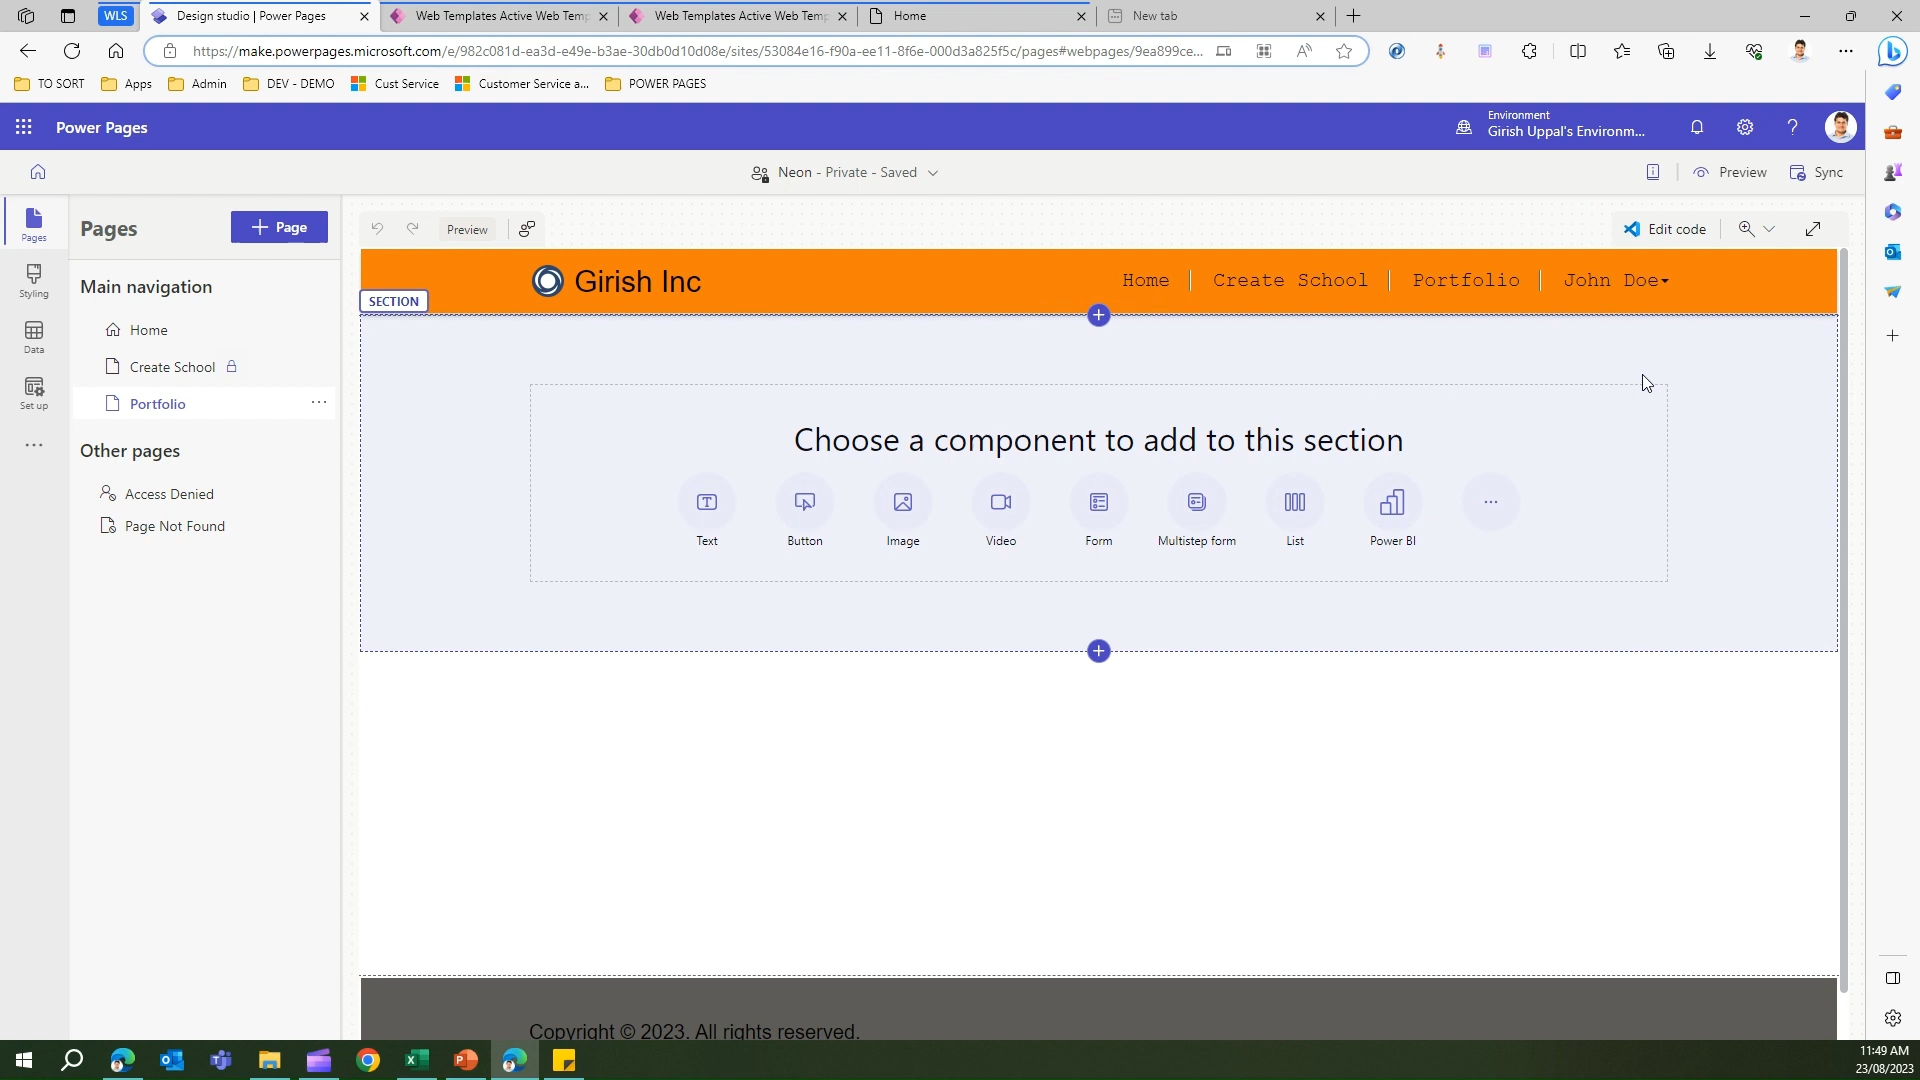 WLS
Design studio | Power Pages
Web Templates Active Web Temp
Web Templates Active Web Temp
Home
New tab
https://make.powerpages.microsoft.com/e/982c081d-ea3d-e49e-b3ae-30db0d10d08e/sites/53084e16-f90a-ee11-8f6e-000d3a825f5c/pages#webpages/9ea899ce...
TO SORT
Apps
Admin
DEV - DEMO
Cust Service
Customer Service a...
POWER PAGES
Power Pages
Environment
Girish Uppal's Environm...
Neon - Private - Saved
Preview
Sync
Pages
Styling
Data
Set up
Pages
Page
Main navigation
Home
Create School
Portfolio
Other pages
Access Denied
Page Not Found
Preview
Edit code
Girish Inc
Home
Create School
Portfolio
John Doe
SECTION
Choose a component to add to this section
Text
Button
Image
Video
Form
Multistep form
List
Power BI
Copyright © 2023. All rights reserved.
11:49 AM
23/08/2023